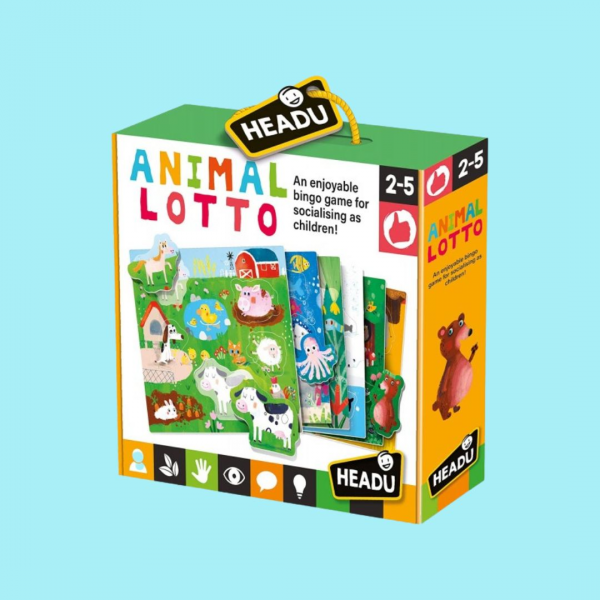 HEADU
ANIMAL
LOTTO
An enjoyable
bingo game for
socialising as
children!
2-5
HEADU
2-5
ANIMAL
LOTTO
An enjoyable bingo
game for socialising as
children!
HEADU